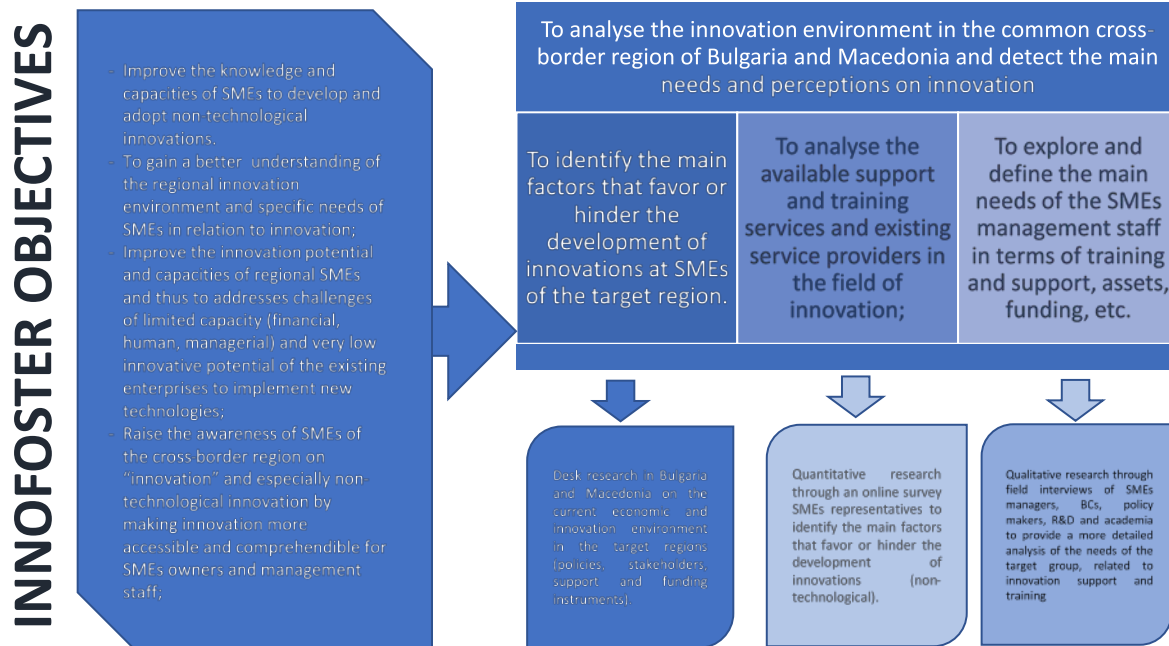 INNOFOSTER OBJECTIVES
- Improve the knowledge and
capacities of SMEs to develop and
adopt non-technological
innovations.
- To gain a better understanding of
the regional innovation
environment and specific needs of
SMEs in relation to innovation;
- Improve the innovation potential
and capacities of regional SMEs
and thus to addresses challenges
of limited capacity (financial,
human, managerial) and very low
innovative potential of the existing
enterprises to implement new
technologies;
- Raise the awareness of SMEs of
the cross-border region on
“innovation” and especially non-
technological innovation by
making innovation more
accessible and comprehendible for
SMEs owners and management
staff;
To analyse the innovation environment in the common cross-
border region of Bulgaria and Macedonia and detect the main
needs and perceptions on innovation
To identify the main
factors that favor or
hinder the
development of
innovations at SMEs
of the target region.
To analyse the
available support
and training
services and existing
service providers in
the field of
innovation;
To explore and
define the main
needs of the SMEs
management staff
in terms of training
and support, assets,
funding, etc.
Desk research in Bulgaria
and Macedonia on the
current economic and
innovation environment
in the target regions
(policies, stakeholders,
support and funding
instruments).
Quantitative research
through an online survey
SMEs representatives to
identify the main factors
that favor or hinder the
development of
innovations (non-
technological).
Qualitative research through
field interviews of SMEs
managers, BCs, policy
makers, R&D and academia
to provide a more detailed
analysis of the needs of the
target group, related to
innovation support and
training